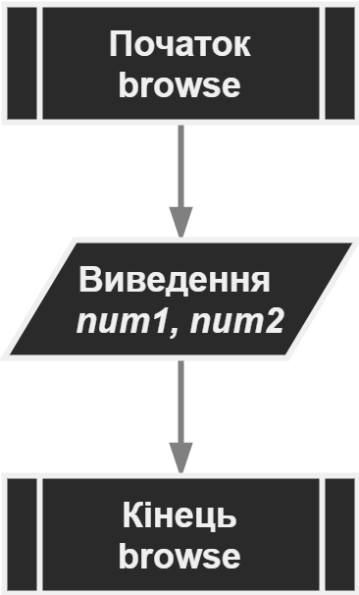 Початок
browse
Виведення
num1, num2
Кінець
browse